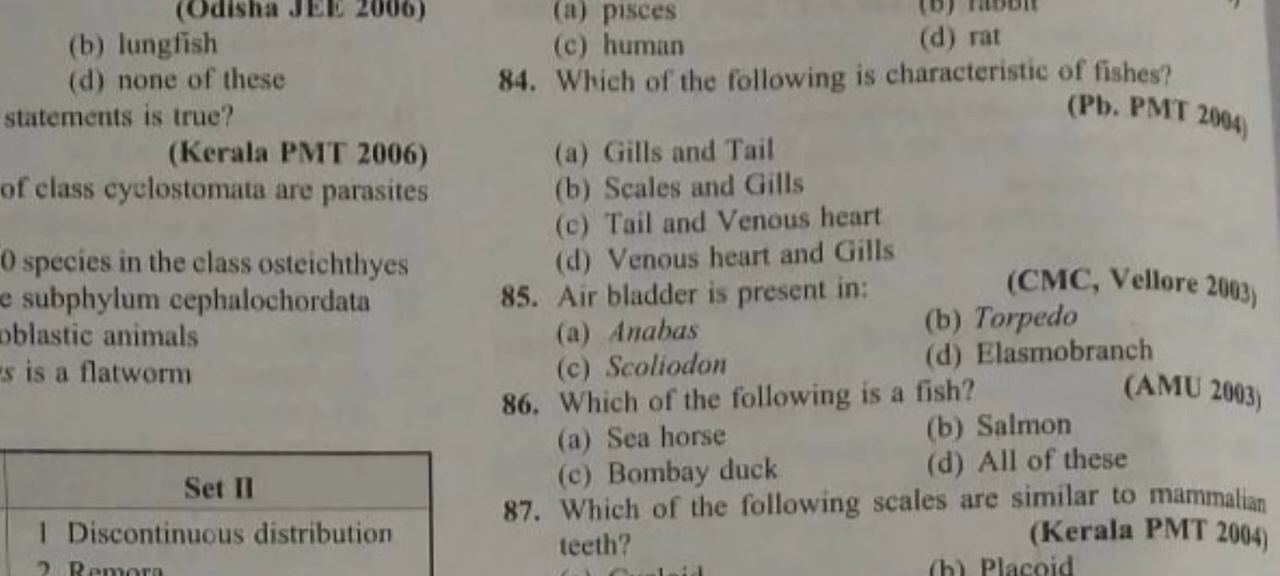 (Odisha JEE 2006)
(b) lungfish
(d) none of these
statements is true?
(Kerala PMT 2006)
of class cyclostomata are parasites
0 species in the class osteichthyes
e subphylum cephalochordata
oblastic animals
s is a flatworm
Set II
1 Discontinuous distribution
2 Remora
(a) pisces
(b) rabbit
(c) human
(d) rat
84. Which of the following is characteristic of fishes?
(Pb. PMT 2004)
(a) Gills and Tail
(b) Scales and Gills
(c) Tail and Venous heart
(d) Venous heart and Gills
85. Air bladder is present in:
(CMC, Vellore 2003)
(a) Anabas
(b) Torpedo
(c) Scoliodon
(d) Elasmobranch
86. Which of the following is a fish?
(AMU 2003)
(a) Sea horse
(b) Salmon
(c) Bombay duck
(d) All of these
87. Which of the following scales are similar to mammalian
teeth?
(Kerala PMT 2004)
(b) Placoid